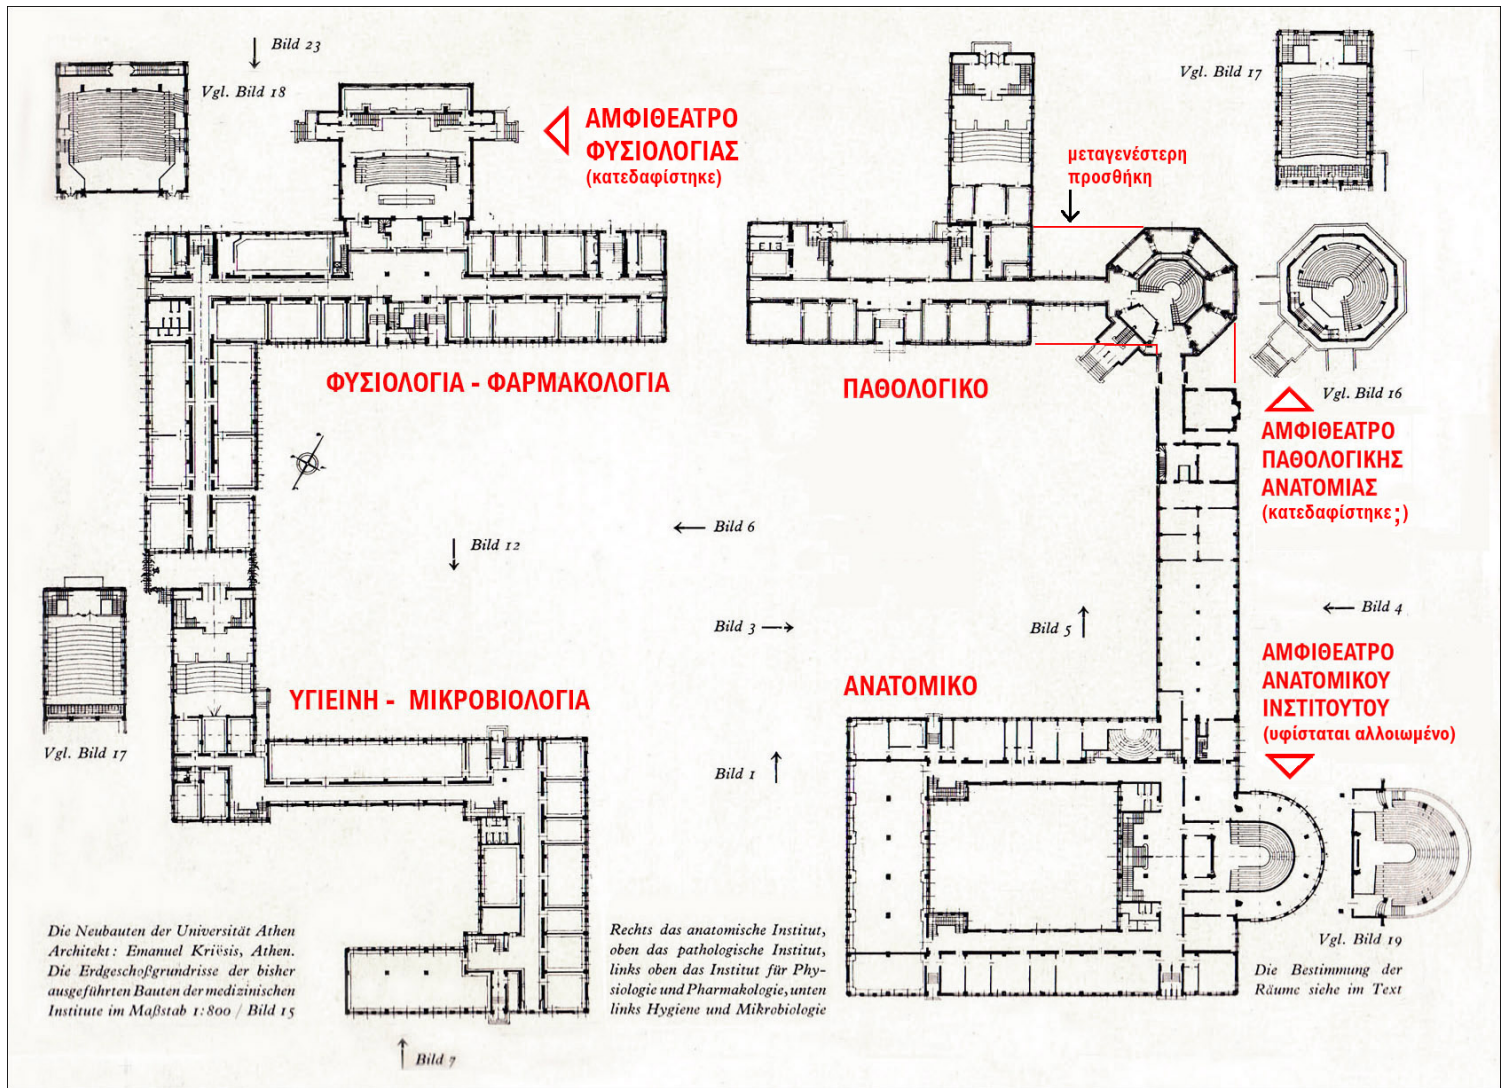 Bild 23
Vgl. Bild 18
Vgl. Bild 17
ΑΜΦΙΘΕΑΤΡΟ
ΦΥΣΙΟΛΟΓΙΑΣ
(κατεδαφίστηκε)
μεταγενέστερη
προσθήκη
ΦΥΣΙΟΛΟΓΙΑ - ΦΑΡΜΑΚΟΛΟΓΙΑ
ΠΑΘΟΛΟΓΙΚΟ
Vgl. Bild 16
ΑΜΦΙΘΕΑΤΡΟ
ΠΑΘΟΛΟΓΙΚΗΣ
ΑΝΑΤΟΜΙΑΣ
(κατεδαφίστηκε;)
Bild 6
Bild 12
Bild 3
Bild 5
Bild 4
ΑΜΦΙΘΕΑΤΡΟ
ΑΝΑΤΟΜΙΚΟΥ
ΙΝΣΤΙΤΟΥΤΟΥ
(υφίσταται αλλοιωμένο)
ΥΓΙΕΙΝΗ - ΜΙΚΡΟΒΙΟΛΟΓΙΑ
ΑΝΑΤΟΜΙΚΟ
Vgl. Bild 17
Bild 1
Vgl. Bild 19
Die Neubauten der Universität Athen
Architekt: Emanuel Kriësis, Athen.
Die Erdgeschoßgrundrisse der bisher
ausgeführten Bauten der medizinischen
Institute im Maßstab 1:800 / Bild 15
Rechts das anatomische Institut,
oben das pathologische Institut,
links oben das Institut für Phy-
siologie und Pharmakologie, unten
links Hygiene und Mikrobiologie
Die Bestimmung der
Räume siehe im Text
Bild 7